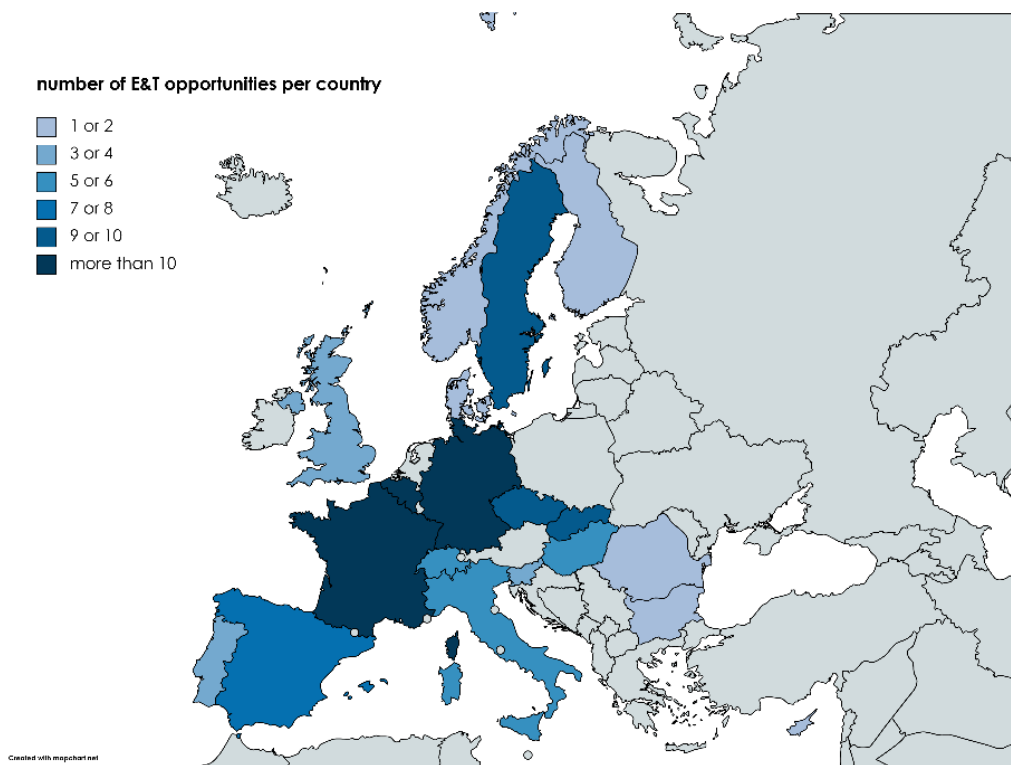 number of E&T opportunities per country
1 or 2
3 or 4
5 or 6
7 or 8
9 or 10
more than 10
Created with mapchart.net